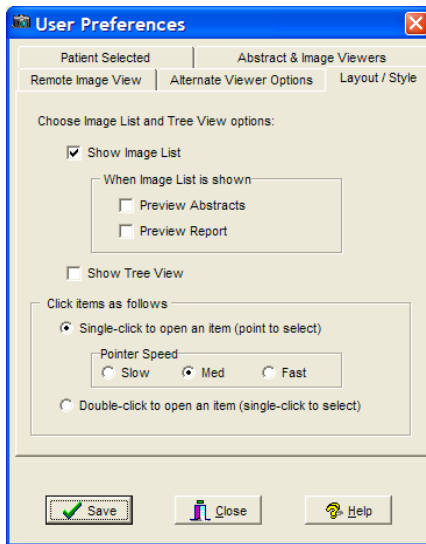 User Preferences
Patient Selected Abstract & Image Viewers
Remote Image View Alternate Viewer Options Layout / Style
Choose Image List and Tree View options:
Show Image List
When Image List is shown
Preview Abstracts
Preview Report
Show Tree View
Click items as follows
Single-click to open an item (point to select)
Pointer Speed
Slow Med Fast
Double-click to open an item (single-click to select)
Save Close Help